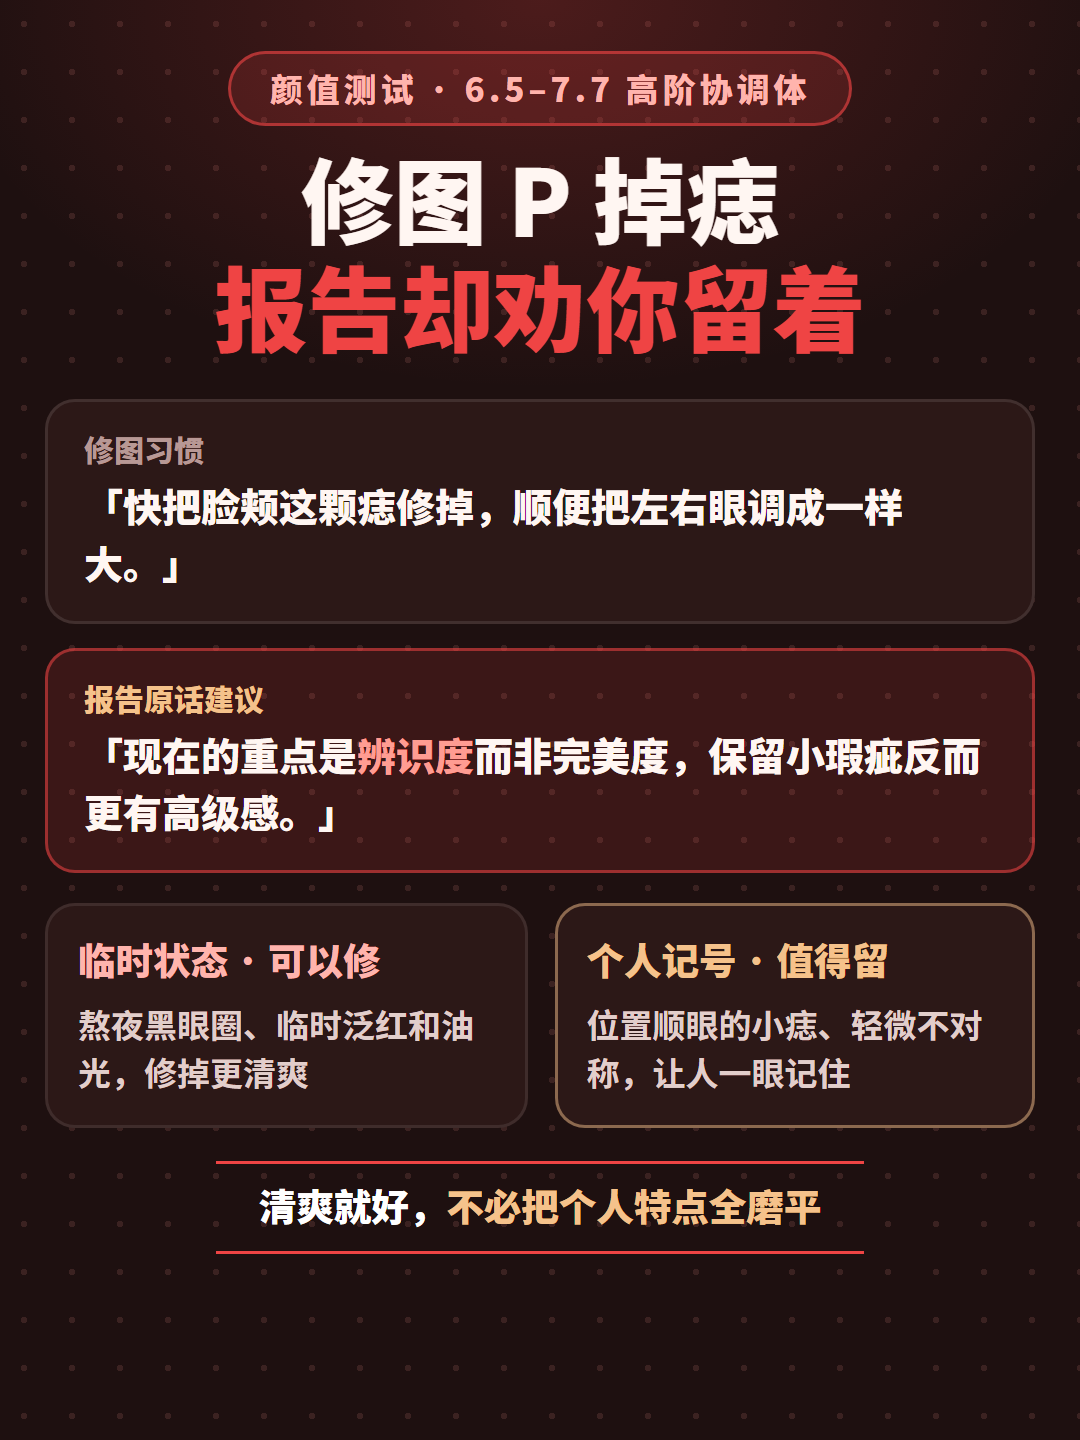 颜值测试 · 6.5–7.7 高阶协调体
修图 P 掉痣
报告却劝你留着
修图习惯
「快把脸颊这颗痣修掉，顺便把左右眼调成一样
大。」
报告原话建议
「现在的重点是辨识度而非完美度，保留小瑕疵反而
更有高级感。」
临时状态 · 可以修
熬夜黑眼圈、临时泛红和油
光，修掉更清爽
个人记号 · 值得留
位置顺眼的小痣、轻微不对
称，让人一眼记住
清爽就好，不必把个人特点全磨平